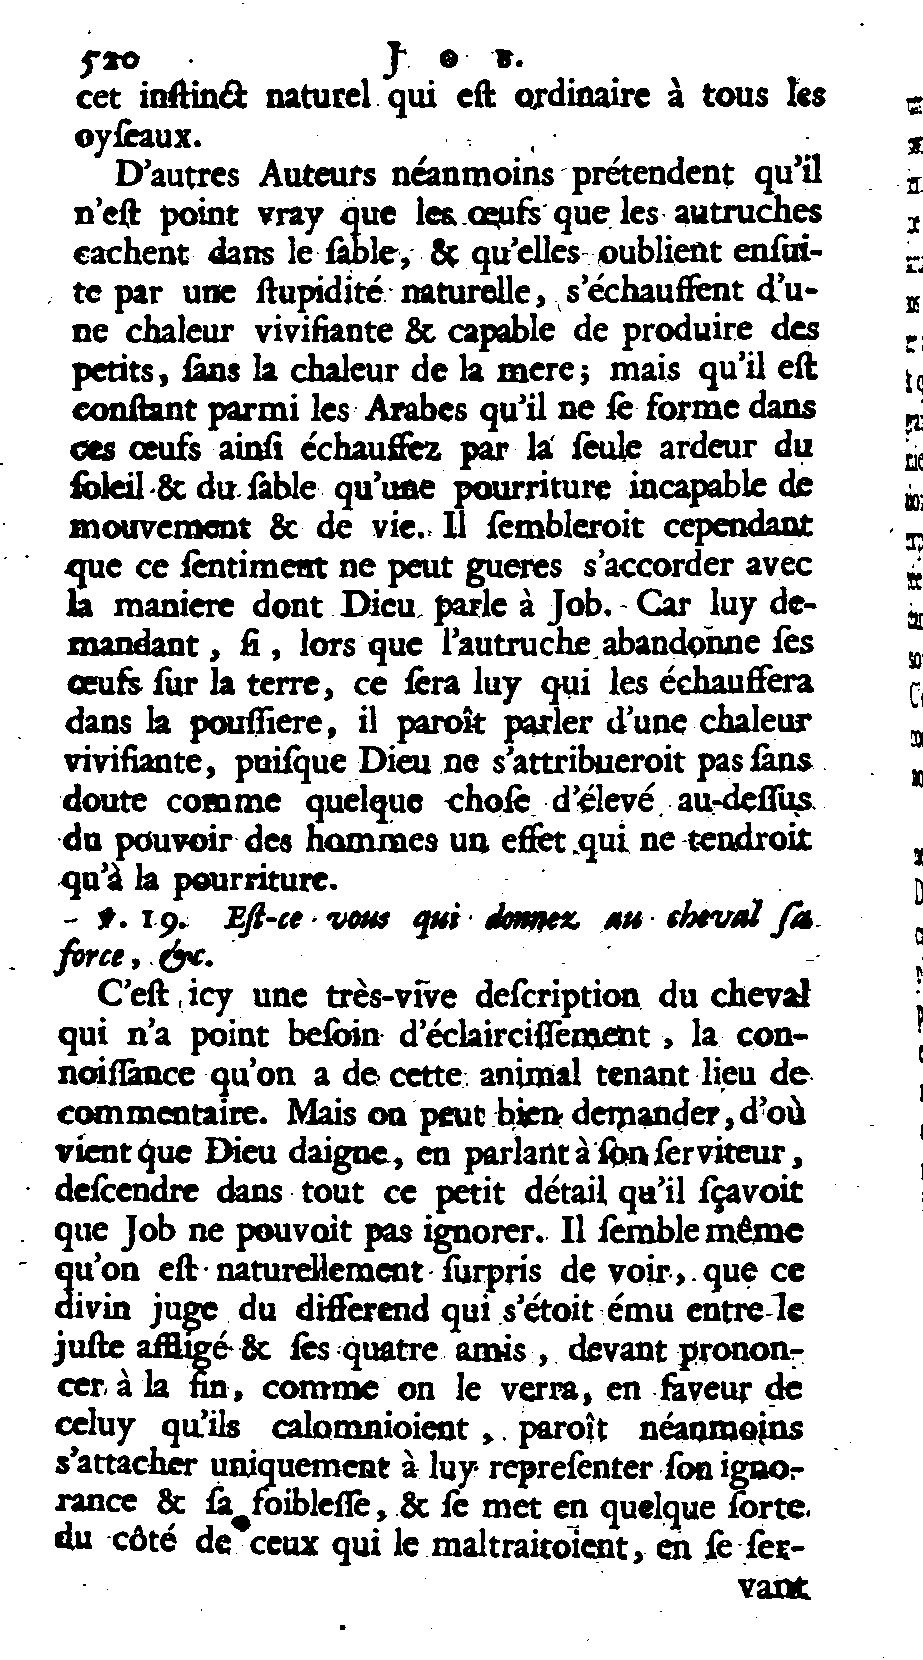 520 JOB.
cet inſtinct naturel qui eſt ordinaire à tous les
oyſeaux.
D'autres Auteurs néanmoins prétendent qu'il
n'eſt point vray que les œufs que les autruches
cachent dans le ſable, & qu'elles oublient enſui-
te par une ſtupidité naturelle, s'échauffent d'u-
ne chaleur vivifiante & capable de produire des
petits, ſans la chaleur de la mere; mais qu'il eſt
conſtant parmi les Arabes qu'il ne ſe forme dans
ces œufs ainſi échauffez par la ſeule ardeur du
ſoleil & du ſable qu'une pourriture incapable de
mouvement & de vie. Il ſembleroit cependant
que ce ſentiment ne peut gueres s'accorder avec
la maniere dont Dieu parle à Job. Car luy de-
mandant, ſi, lors que l'autruche abandonne ſes
œufs ſur la terre, ce ſera luy qui les échauffera
dans la pouſſiere, il paroît parler d'une chaleur
vivifiante, puiſque Dieu ne s'attribueroit pas ſans
doute comme quelque choſe d'élevé au-deſſus
du pouvoir des hommes un effet qui ne tendroit
qu'à la pourriture.
℣. 19. Eſt-ce vous qui donnez au cheval ſa
force, &c.
C'eſt icy une très-vive deſcription du cheval
qui n'a point beſoin d'éclairciſſement, la con-
noiſſance qu'on a de cette animal tenant lieu de
commentaire. Mais on peut bien demander, d'où
vient que Dieu daigne, en parlant à ſon ſerviteur,
deſcendre dans tout ce petit détail qu'il ſçavoit
que Job ne pouvoit pas ignorer. Il ſemble même
qu'on eſt naturellement ſurpris de voir, que ce
divin juge du differend qui s'étoit ému entre le
juſte affligé & ſes quatre amis, devant pronon-
cer à la fin, comme on le verra, en faveur de
celuy qu'ils calomnioient, paroît néanmoins
s'attacher uniquement à luy repreſenter ſon igno-
rance & ſa foibleſſe, & ſe met en quelque ſorte
du côté de ceux qui le maltraitoient, en ſe ſer-
vant